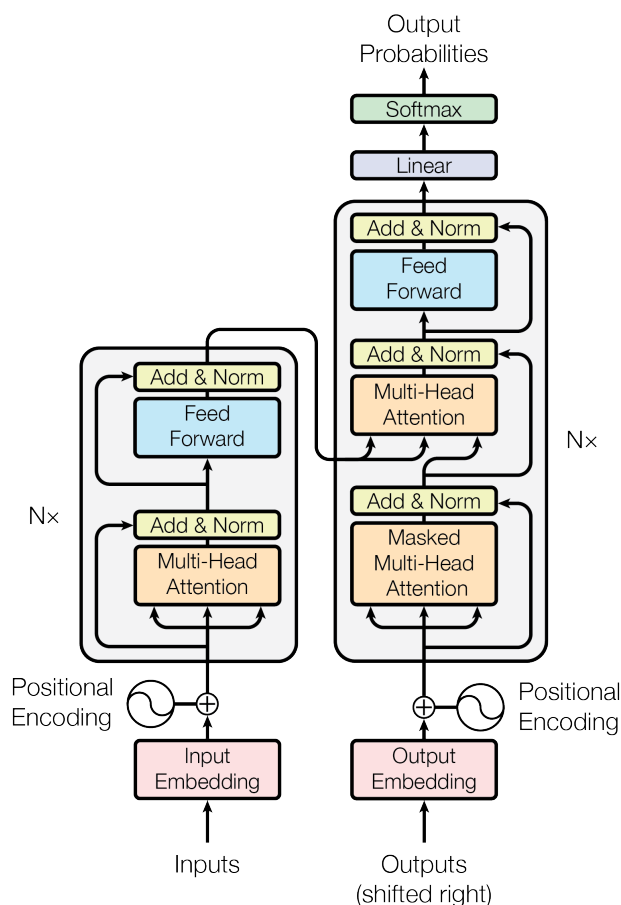 Output
Probabilities
Softmax
Linear
Add & Norm
Feed
Forward
Add & Norm
Multi-Head
Attention
Nx
Add & Norm
Masked
Multi-Head
Attention
Add & Norm
Feed
Forward
Nx
Add & Norm
Multi-Head
Attention
Positional
Encoding
Positional
Encoding
Input
Embedding
Output
Embedding
Inputs
Outputs
(shifted right)